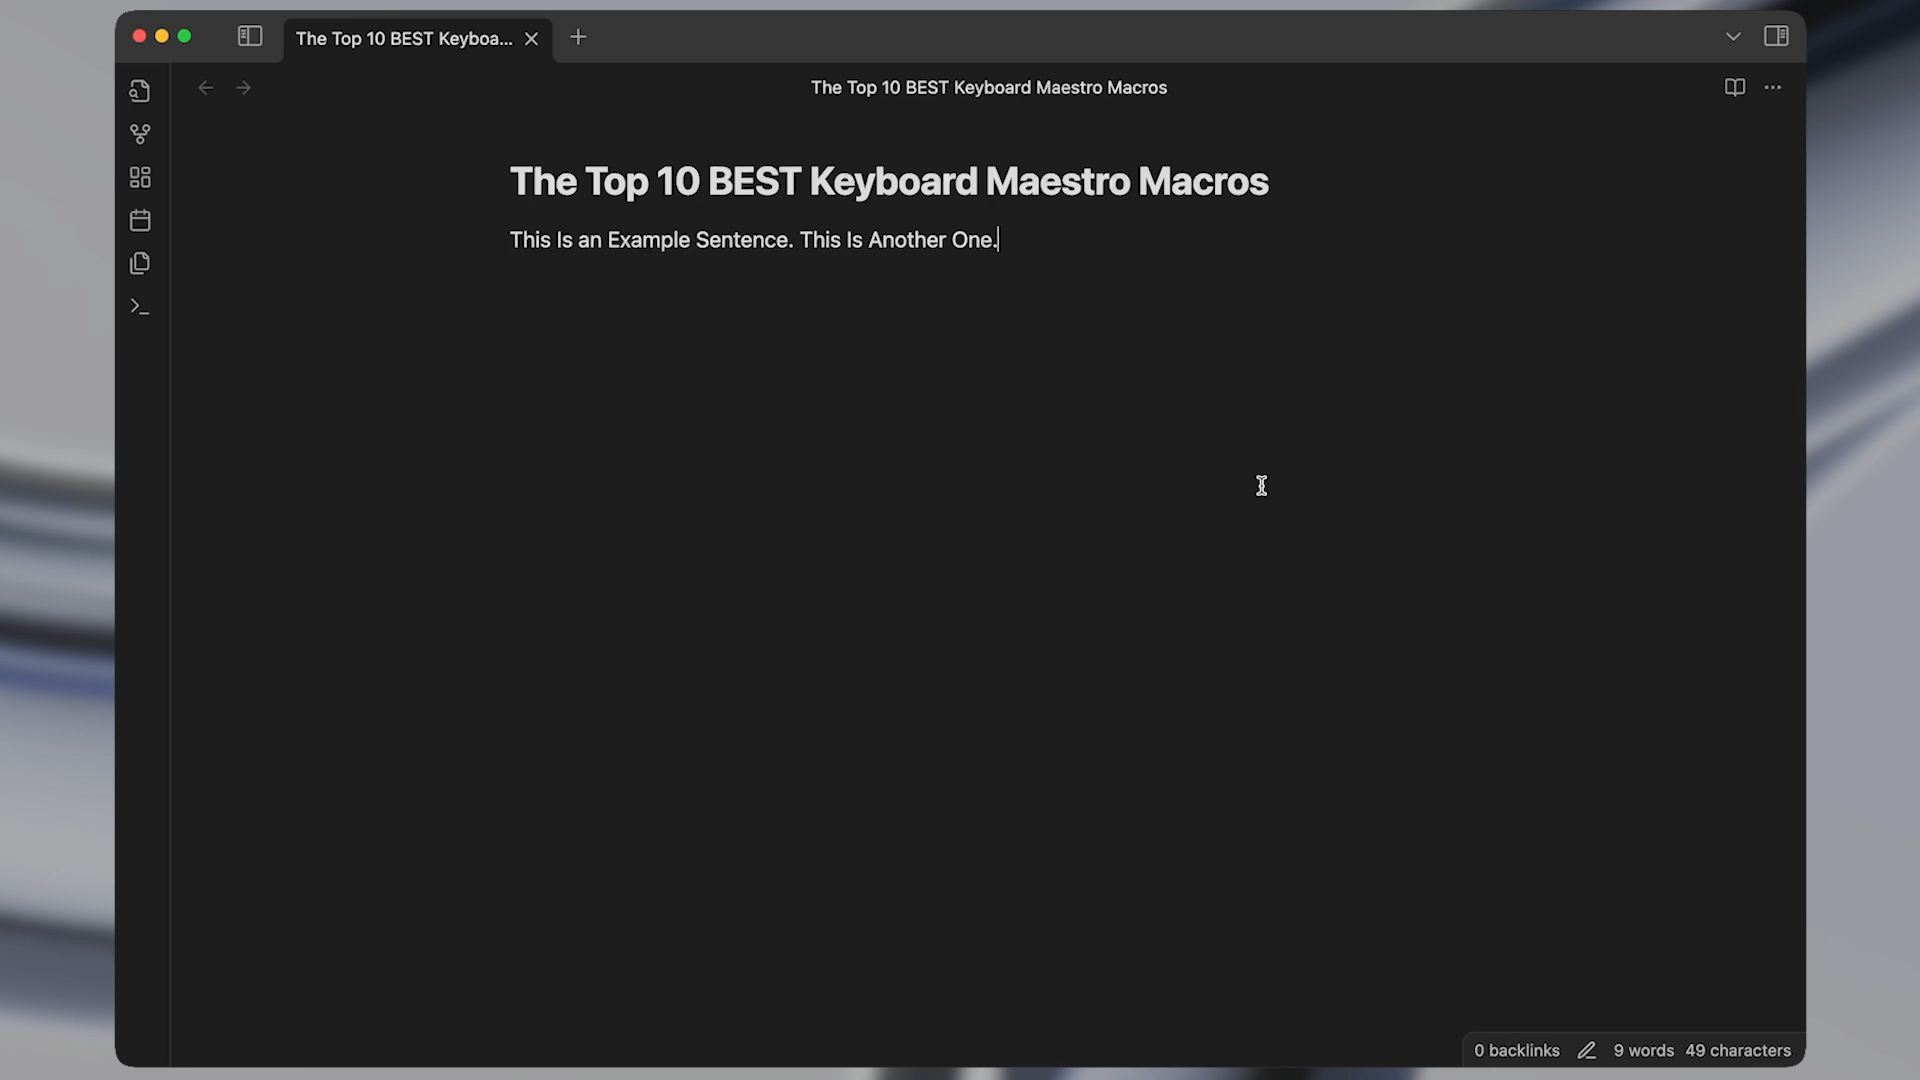 The Top 10 BEST Keyboa...
The Top 10 BEST Keyboard Maestro Macros
The Top 10 BEST Keyboard Maestro Macros
This Is an Example Sentence. This Is Another One.
0 backlinks 9 words 49 characters